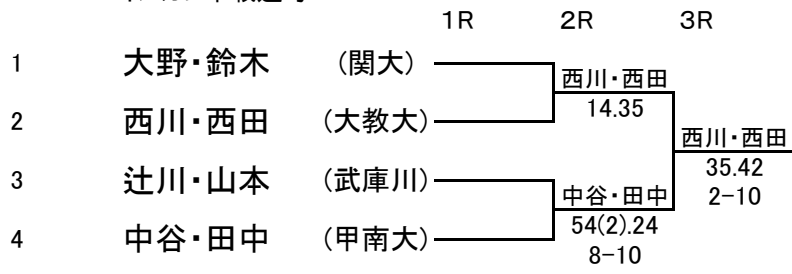 1R 2R 3R
1 大野・鈴木 (関大)
西川・西田
14.35
2 西川・西田 (大教大)
西川・西田
35.42
2-10
3 辻川・山本 (武庫川)
中谷・田中
54(2).24
8-10
4 中谷・田中 (甲南大)